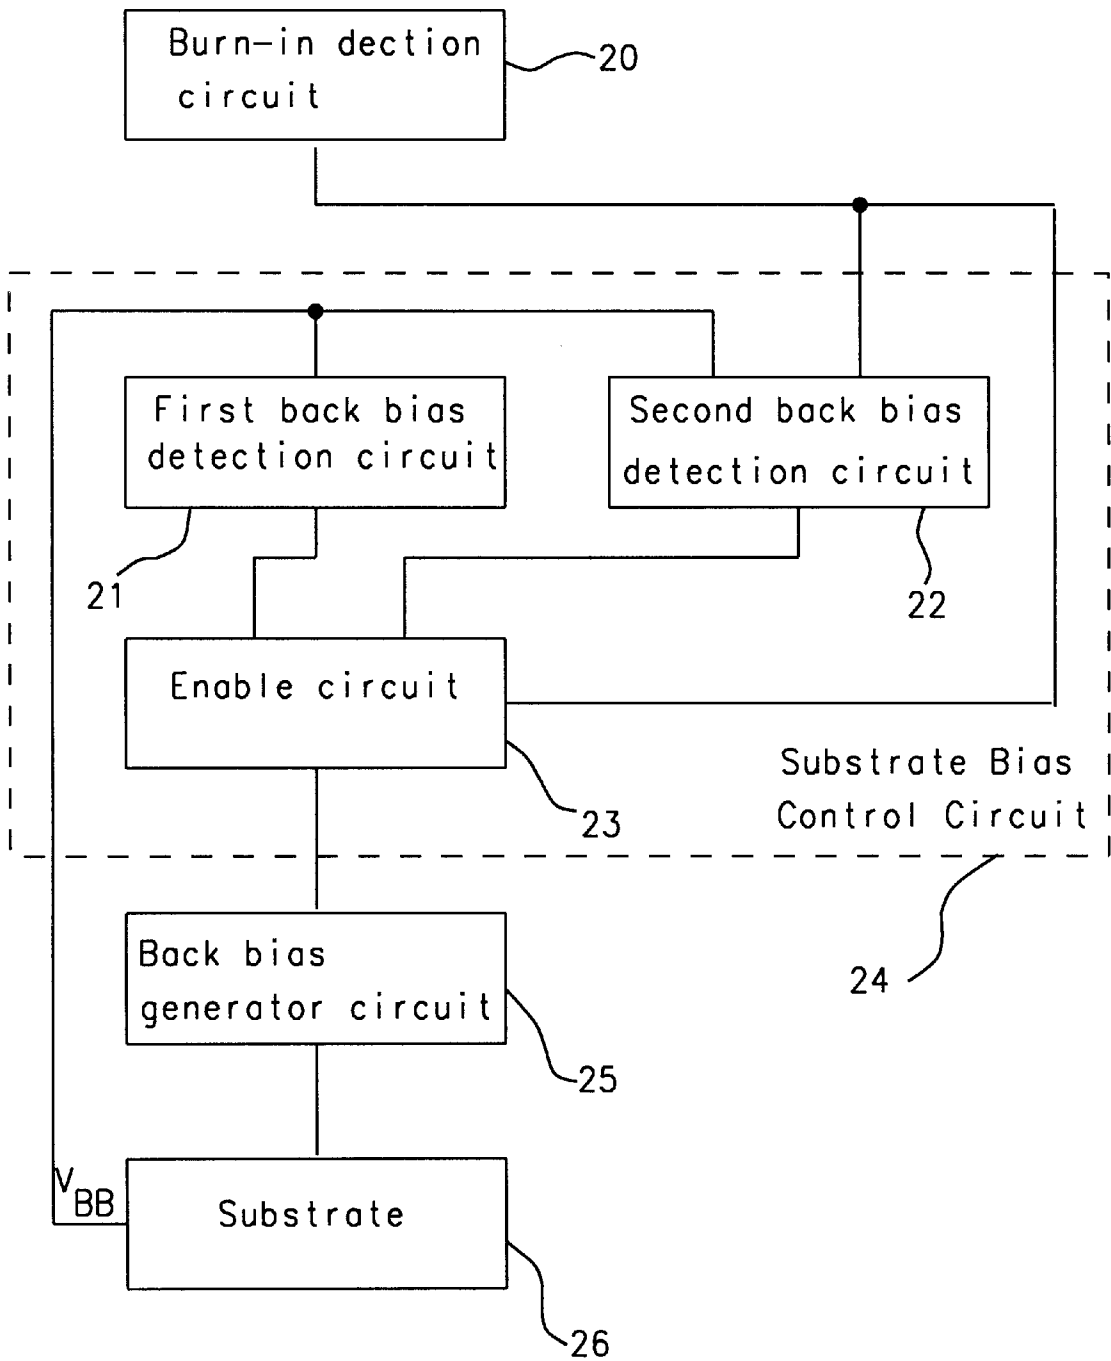 Burn-in dection
circuit
20
First back bias
detection circuit
Second back bias
detection circuit
21
22
Enable circuit
23
Substrate Bias
Control Circuit
24
Back bias
generator circuit
25
VBB
Substrate
26